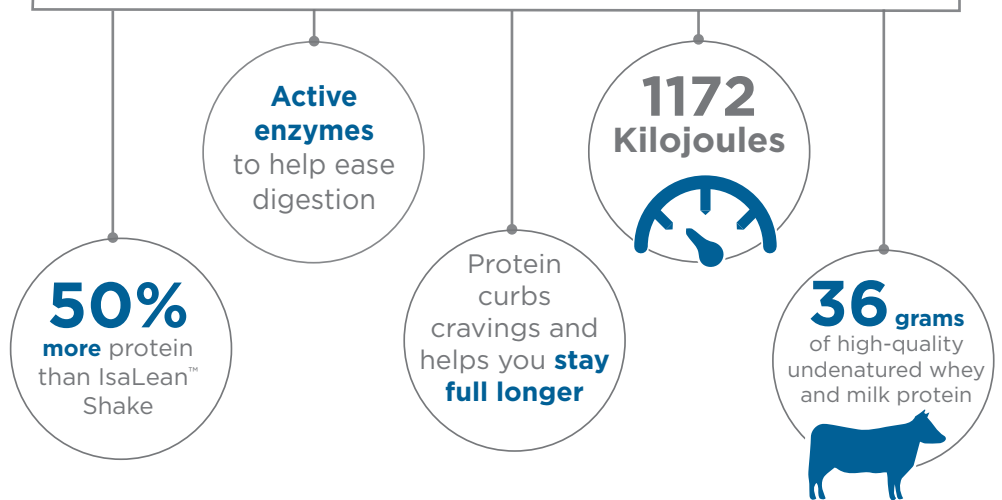 50%
more protein
than IsaLean™
Shake
Active
enzymes
to help ease
digestion
Protein
curbs
cravings and
helps you stay
full longer
1172
Kilojoules
36 grams
of high-quality
undenatured whey
and milk protein